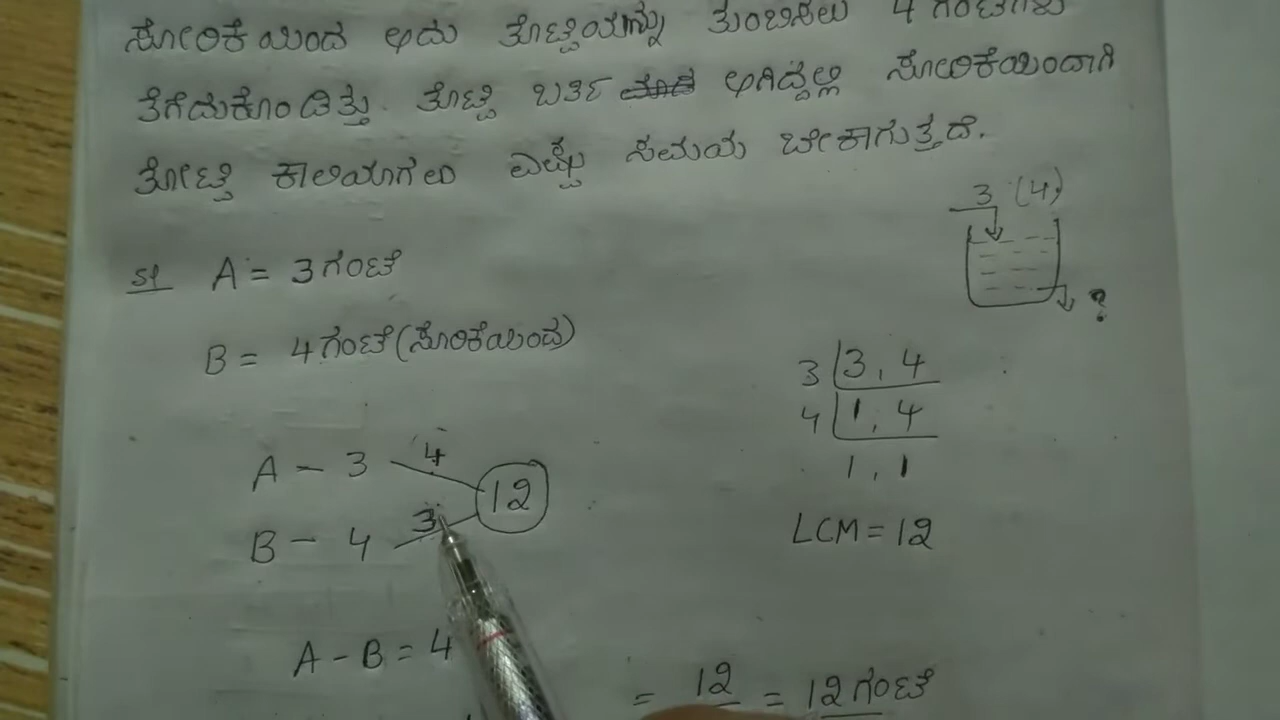 ಸೋರಿಕೆಯಿಂದ ಅದು ತೊಟ್ಟಿಯನ್ನು ತುಂಬಿಸಲು 4 ಗಂಟೆಗಳು
ತೆಗೆದುಕೊಂಡಿತ್ತು. ತೊಟ್ಟಿ ಬರ್ತಿ ಆಗಿದ್ದಲ್ಲಿ ಸೋರಿಕೆಯಿಂದಾಗಿ
ತೊಟ್ಟಿ ಕಾಲಿಯಾಗಲು ಎಷ್ಟು ಸಮಯ ಬೇಕಾಗುತ್ತದೆ.
3 (4)
?
A = 3 ಗಂಟೆ
B = 4 ಗಂಟೆ (ಸೋರಿಕೆಯಿಂದ)
3 3, 4
4 1, 4
1, 1
LCM = 12
A - 3 4
12
B - 4 3
A - B = 4
= 12 = 12 ಗಂಟೆ